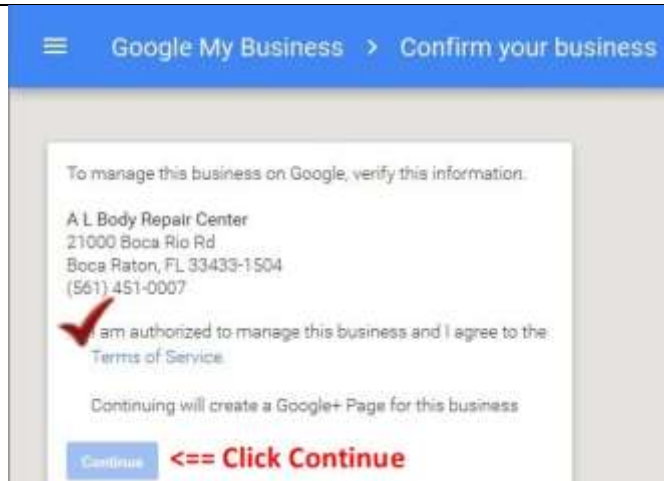 Google My Business > Confirm your business
To manage this business on Google, verify this information.
A L Body Repair Center
21000 Boca Rio Rd
Boca Raton, FL 33433-1504
(561) 451-0007
I am authorized to manage this business and I agree to the
Terms of Service.
Continuing will create a Google+ Page for this business
Continue <== Click Continue